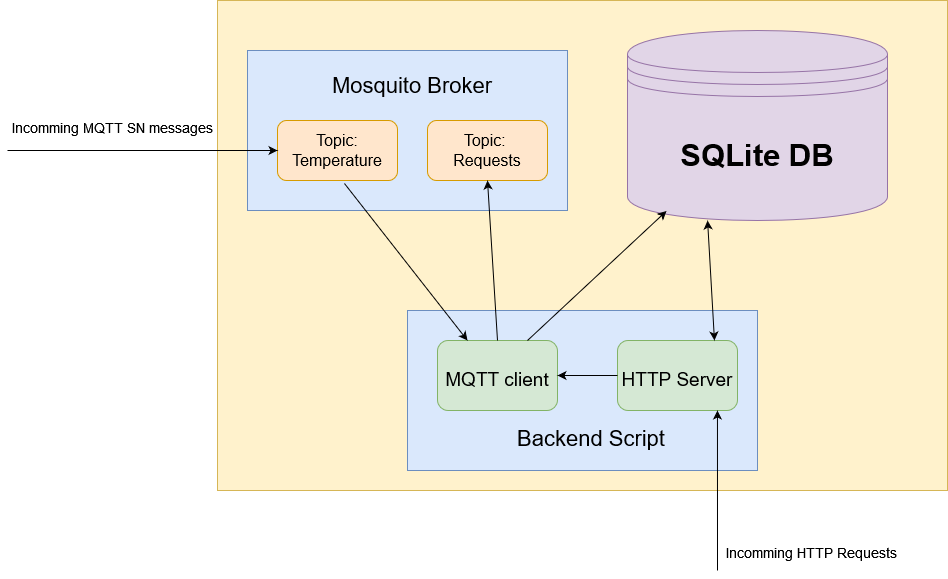 Mosquito Broker
Incomming MQTT SN messages
Topic:
Temperature
Topic:
Requests
SQLite DB
MQTT client
HTTP Server
Backend Script
Incomming HTTP Requests